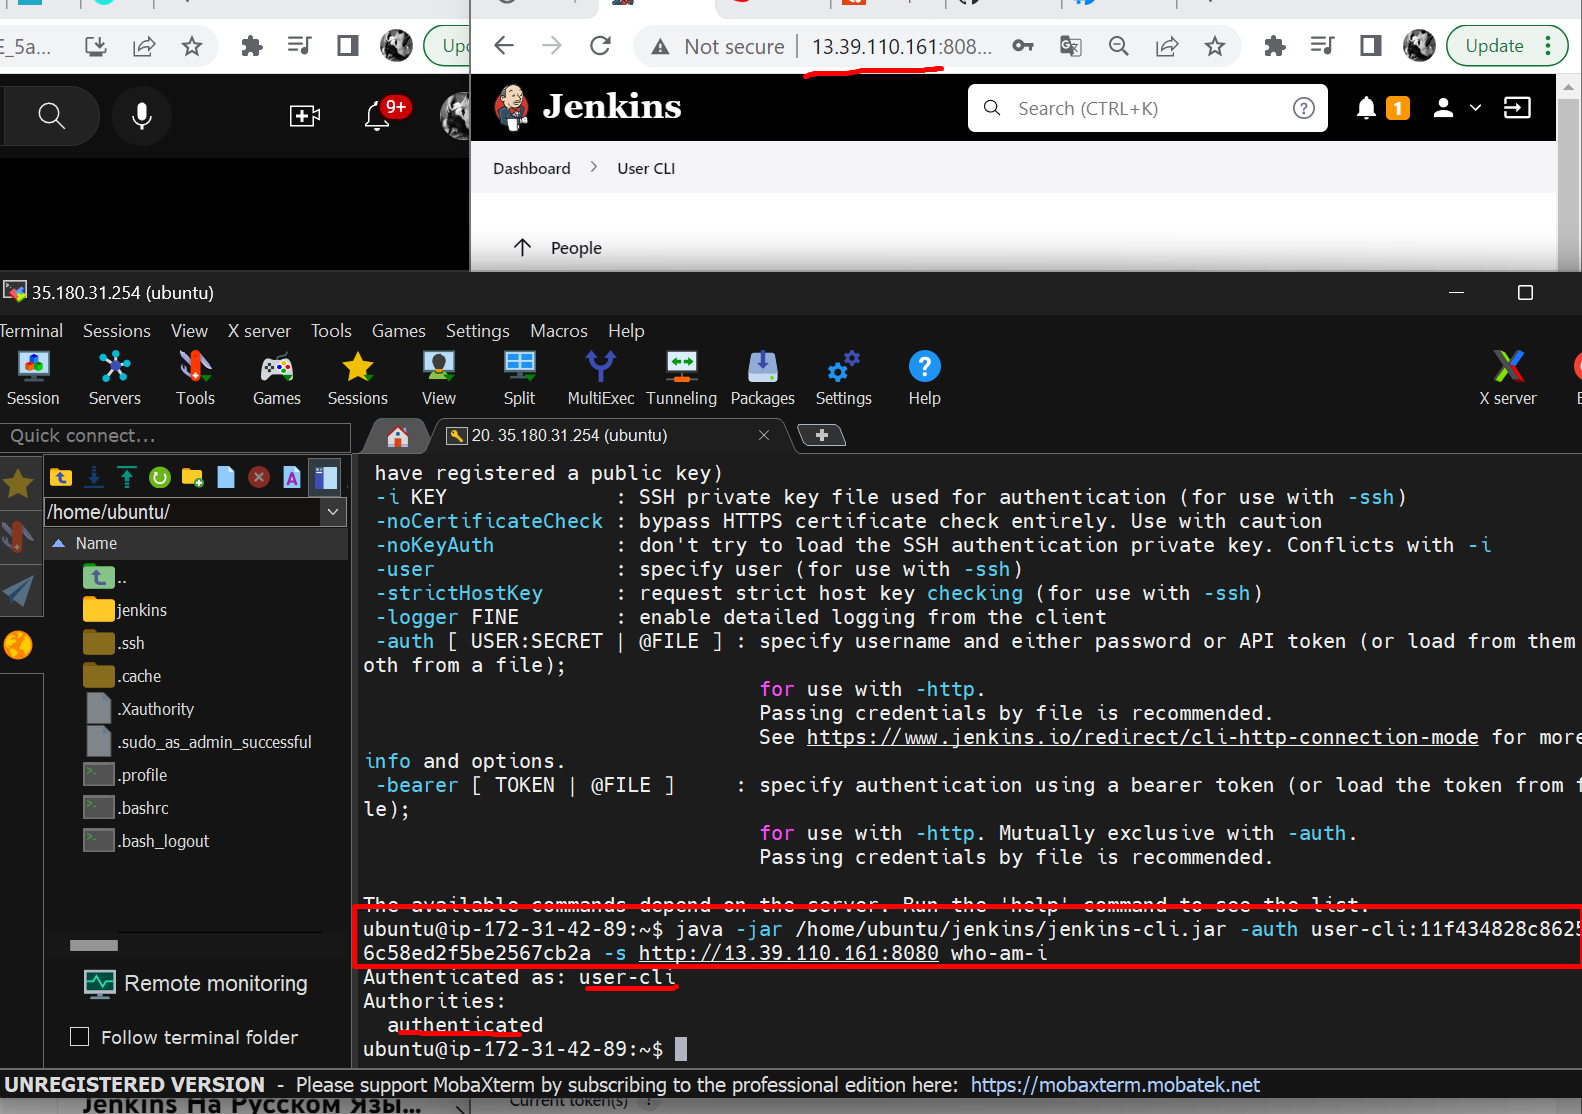 E_5a...
Upd
Not secure
13.39.110.161:808...
Update
9+
Jenkins
Search (CTRL+K)
1
Dashboard
User CLI
People
35.180.31.254 (ubuntu)
Terminal Sessions View X server Tools Games Settings Macros Help
Session Servers Tools Games Sessions View Split MultiExec Tunneling Packages Settings Help X server
Quick connect...
20. 35.180.31.254 (ubuntu)
/home/ubuntu/
Name
..
jenkins
.ssh
.cache
.Xauthority
.sudo_as_admin_successful
.profile
.bashrc
.bash_logout
Remote monitoring
Follow terminal folder
have registered a public key)
-i KEY : SSH private key file used for authentication (for use with -ssh)
-noCertificateCheck : bypass HTTPS certificate check entirely. Use with caution
-noKeyAuth : don't try to load the SSH authentication private key. Conflicts with -i
-user : specify user (for use with -ssh)
-strictHostKey : request strict host key checking (for use with -ssh)
-logger FINE : enable detailed logging from the client
-auth [ USER:SECRET | @FILE ] : specify username and either password or API token (or load from them
oth from a file);
for use with -http.
Passing credentials by file is recommended.
See https://www.jenkins.io/redirect/cli-http-connection-mode for more
info and options.
-bearer [ TOKEN | @FILE ] : specify authentication using a bearer token (or load the token from f
le);
for use with -http. Mutually exclusive with -auth.
Passing credentials by file is recommended.
The available commands depend on the server. Run the 'help' command to see the list.
ubuntu@ip-172-31-42-89:~$ java -jar /home/ubuntu/jenkins/jenkins-cli.jar -auth user-cli:11f434828c8625
6c58ed2f5be2567cb2a -s http://13.39.110.161:8080 who-am-i
Authenticated as: user-cli
Authorities:
authenticated
ubuntu@ip-172-31-42-89:~$
UNREGISTERED VERSION - Please support MobaXterm by subscribing to the professional edition here: https://mobaxterm.mobatek.net
Jenkins На Русском Язы...
Current token(s)